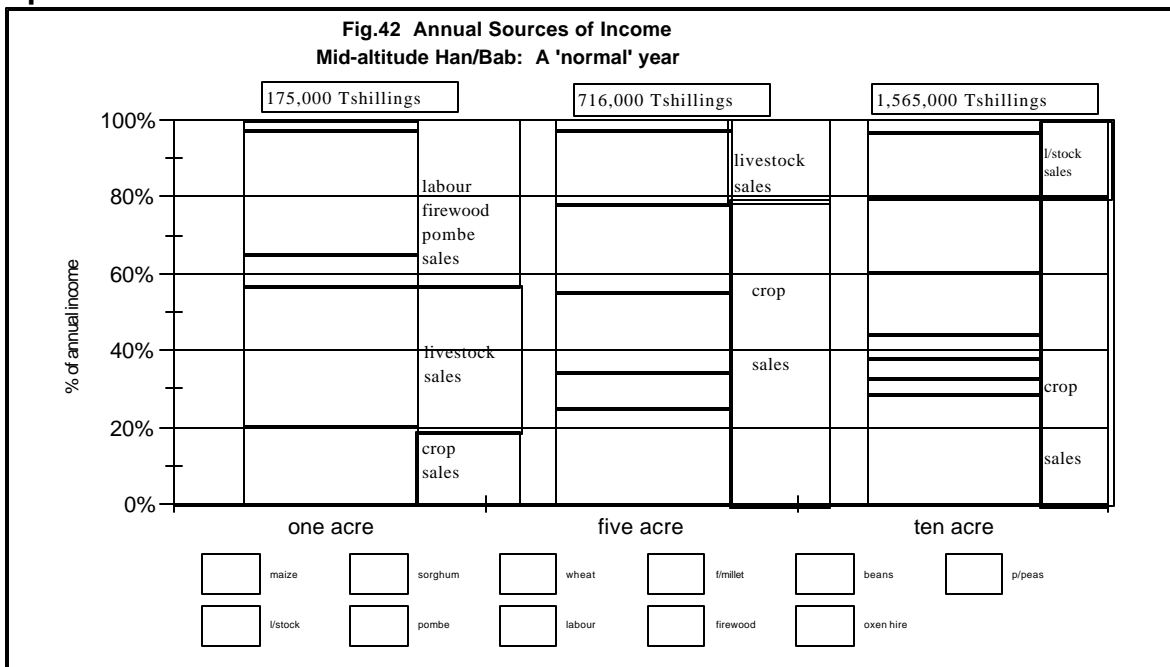 Fig.42 Annual Sources of Income
Mid-altitude Han/Bab: A 'normal' year
175,000 Tshillings
716,000 Tshillings
1,565,000 Tshillings
100%
80%
60%
40%
20%
0%
% of annual income
labour
firewood
pombe
sales
livestock
sales
crop
sales
livestock
sales
crop
sales
l/stock
sales
crop
sales
one acre
five acre
ten acre
maize
sorghum
wheat
f/millet
beans
p/peas
l/stock
pombe
labour
firewood
oxen hire